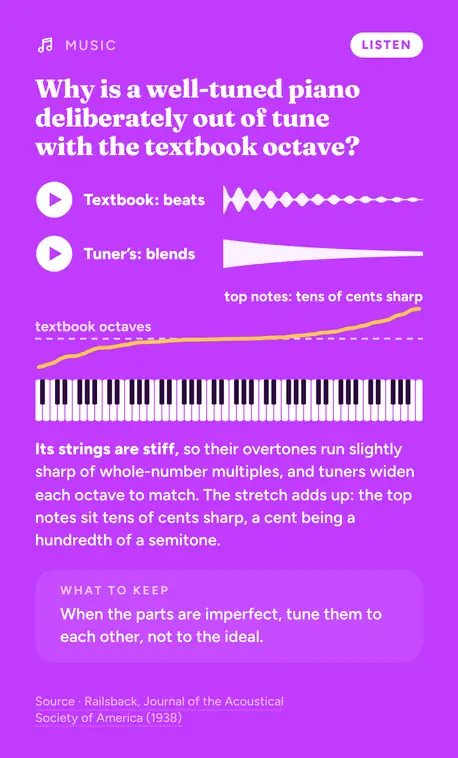 MUSIC
LISTEN
Why is a well-tuned piano
deliberately out of tune
with the textbook octave?
Textbook: beats
Tuner’s: blends
top notes: tens of cents sharp
textbook octaves
Its strings are stiff, so their overtones run slightly
sharp of whole-number multiples, and tuners widen
each octave to match. The stretch adds up: the top
notes sit tens of cents sharp, a cent being a
hundredth of a semitone.
WHAT TO KEEP
When the parts are imperfect, tune them to
each other, not to the ideal.
Source · Railsback, Journal of the Acoustical
Society of America (1938)